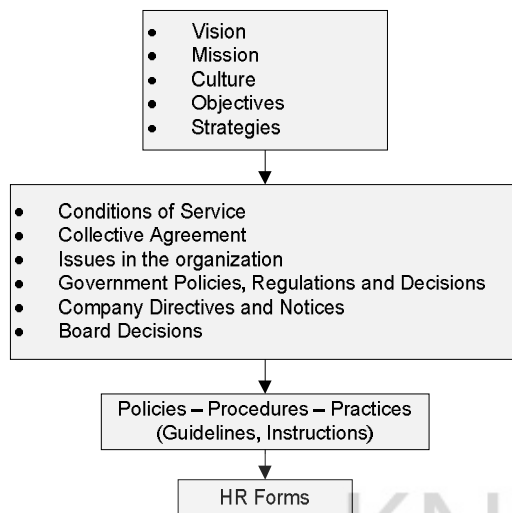 • Vision
• Mission
• Culture
• Objectives
• Strategies
• Conditions of Service
• Collective Agreement
• Issues in the organization
• Government Policies, Regulations and Decisions
• Company Directives and Notices
• Board Decisions
Policies – Procedures – Practices
(Guidelines, Instructions)
HR Forms